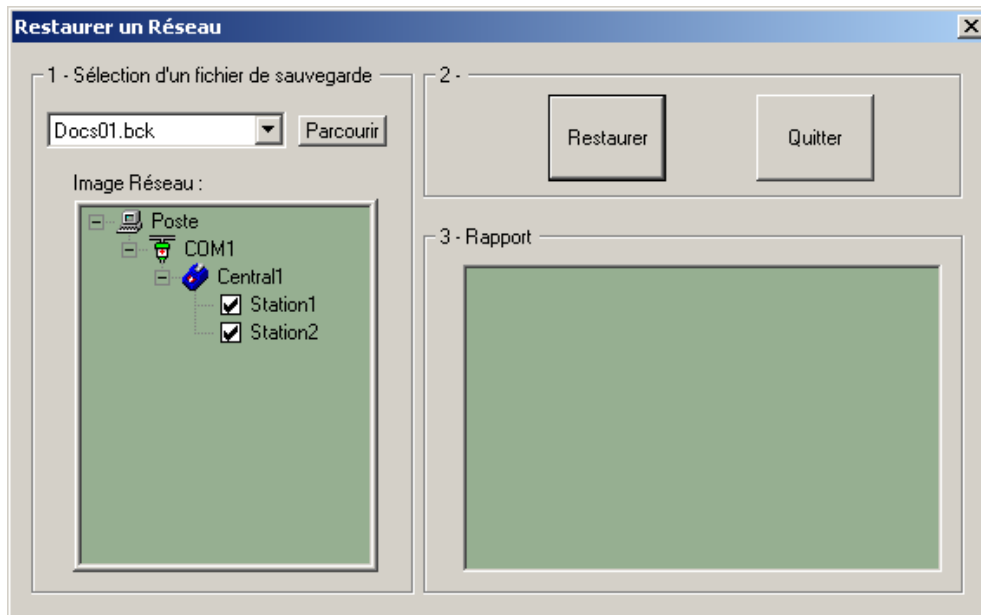 Restaurer un Réseau
1 - Sélection d'un fichier de sauvegarde
Docs01.bck
Parcourir
Image Réseau :
Poste
COM1
Central1
Station1
Station2
2 -
Restaurer
Quitter
3 - Rapport